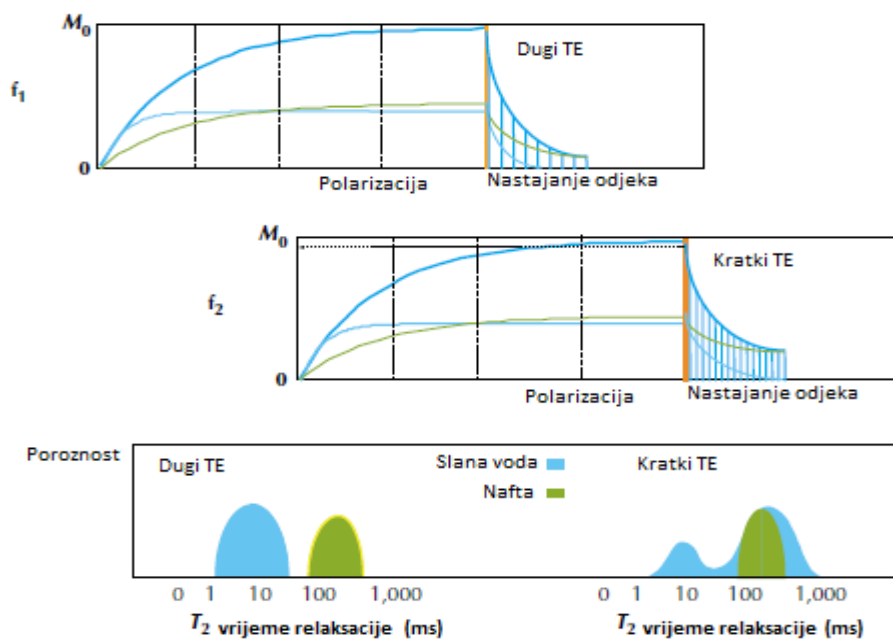 M0
Dugi TE
f1
0
Polarizacija
Nastajanje odjeka
M0
Kratki TE
f2
0
Polarizacija
Nastajanje odjeka
Poroznost
Dugi TE
Slana voda
Kratki TE
Nafta
0 1 10 100 1,000
0 1 10 100 1,000
T2 vrijeme relaksacije (ms)
T2 vrijeme relaksacije (ms)